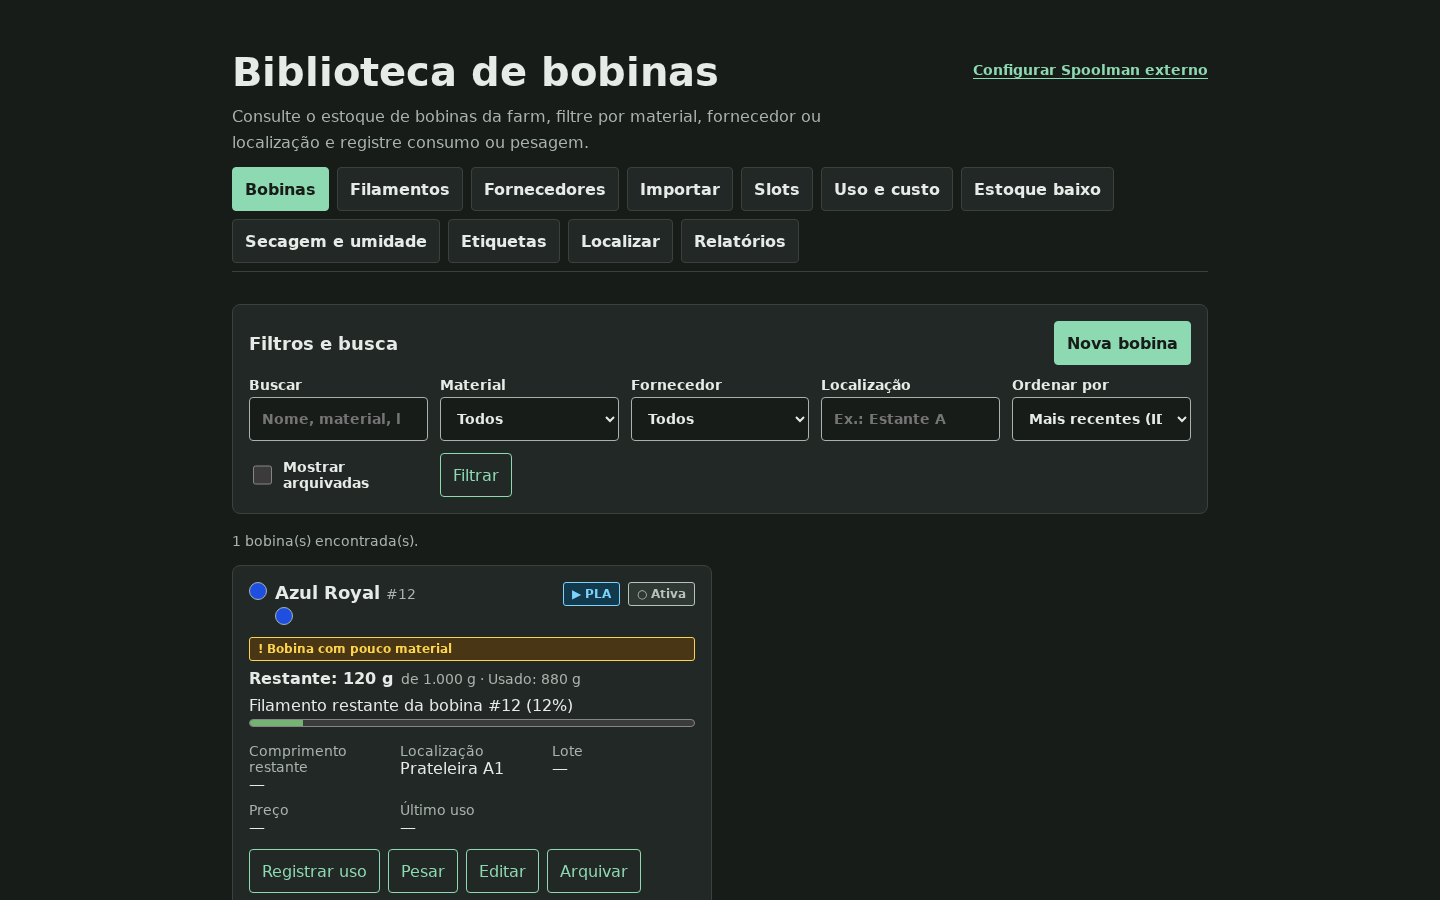 Biblioteca de bobinas
Configurar Spoolman externo
Consulte o estoque de bobinas da farm, filtre por material, fornecedor ou
localização e registre consumo ou pesagem.
Bobinas Filamentos Fornecedores Importar Slots Uso e custo Estoque baixo
Secagem e umidade Etiquetas Localizar Relatórios
Filtros e busca
Nova bobina
Buscar Material Fornecedor Localização Ordenar por
Nome, material, l Todos Todos Ex.: Estante A Mais recentes (ID
Mostrar
arquivadas
Filtrar
1 bobina(s) encontrada(s).
Azul Royal #12 ▶ PLA ○ Ativa
! Bobina com pouco material
Restante: 120 g de 1.000 g · Usado: 880 g
Filamento restante da bobina #12 (12%)
Comprimento
restante
—
Localização
Prateleira A1
Lote
—
Preço
—
Último uso
—
Registrar uso Pesar Editar Arquivar